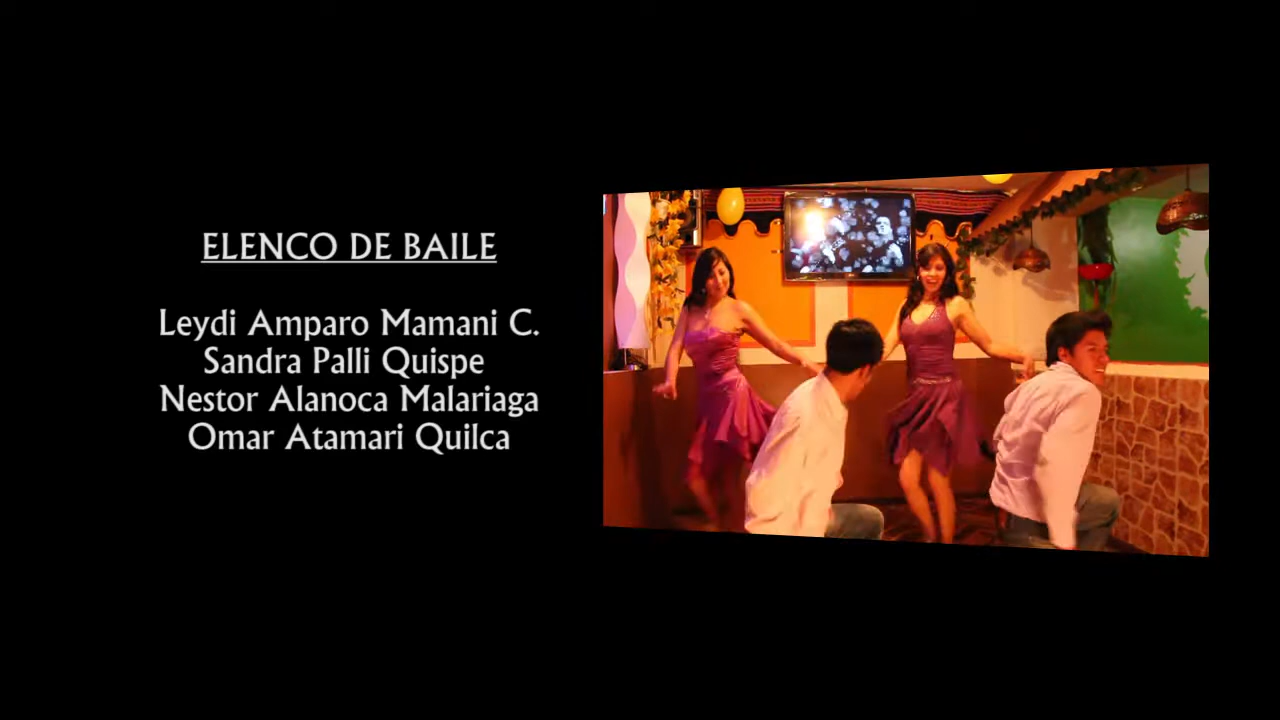 ELENCO DE BAILE
Leydi Amparo Mamani C.
Sandra Palli Quispe
Nestor Alanoca Malariaga
Omar Atamari Quilca